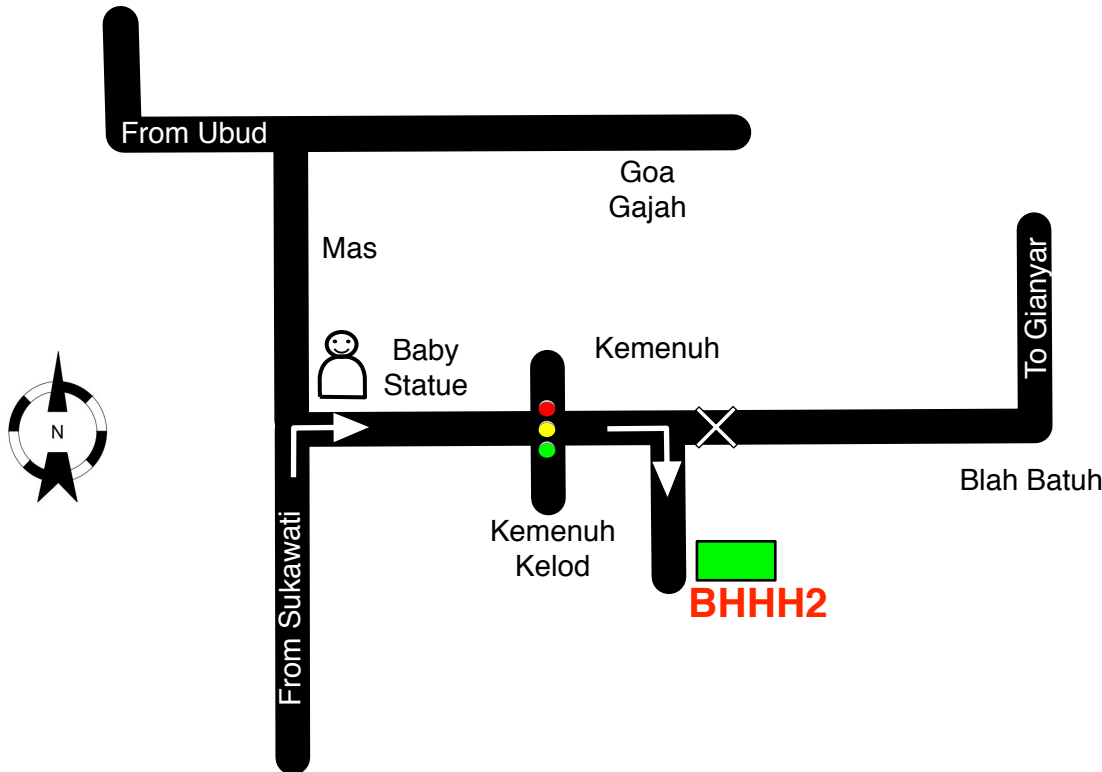 From Ubud
Goa
Gajah
Mas
To Gianyar
Baby
Statue
Kemenuh
N
Blah Batuh
Kemenuh
Kelod
From Sukawati
BHHH2